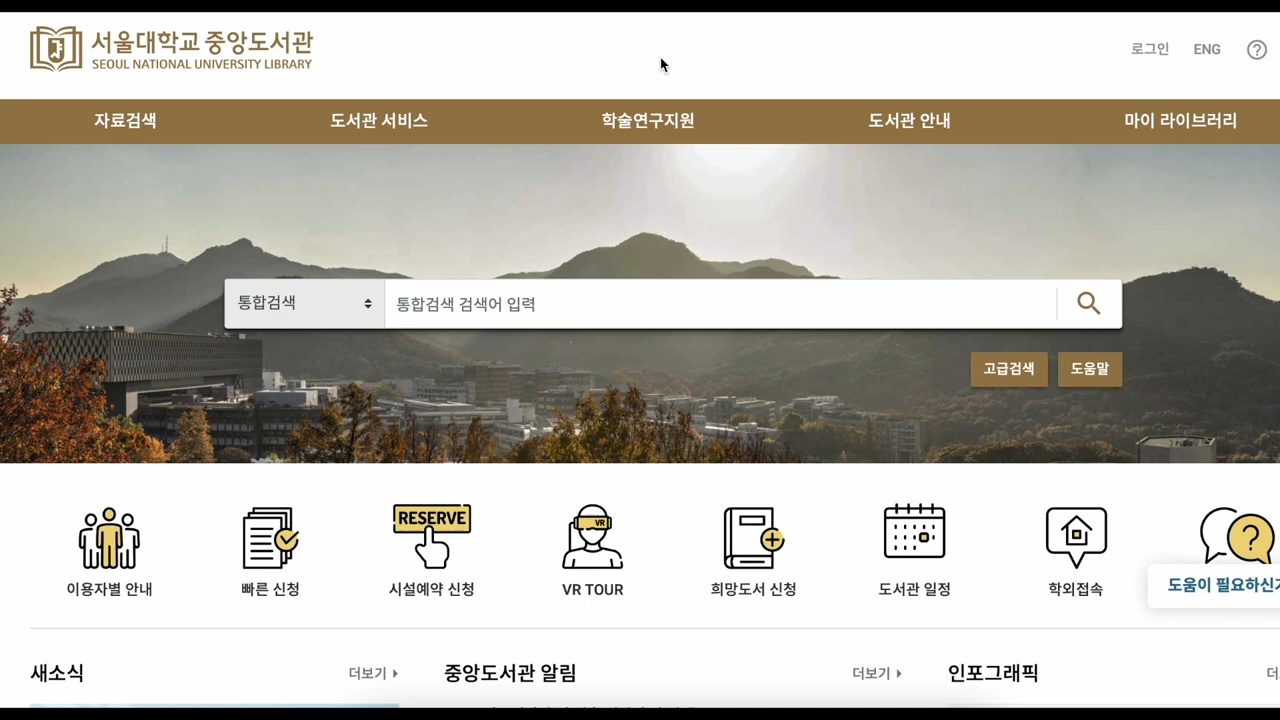 서울대학교 중앙도서관
SEOUL NATIONAL UNIVERSITY LIBRARY
로그인 ENG ?
자료검색 도서관 서비스 학술연구지원 도서관 안내 마이 라이브러리
통합검색 통합검색 검색어 입력
고급검색 도움말
RESERVE
VR
?
이용자별 안내 빠른 신청 시설예약 신청 VR TOUR 희망도서 신청 도서관 일정 학외접속
도움이 필요하신가
새소식 더보기 중앙도서관 알림 더보기 인포그래픽